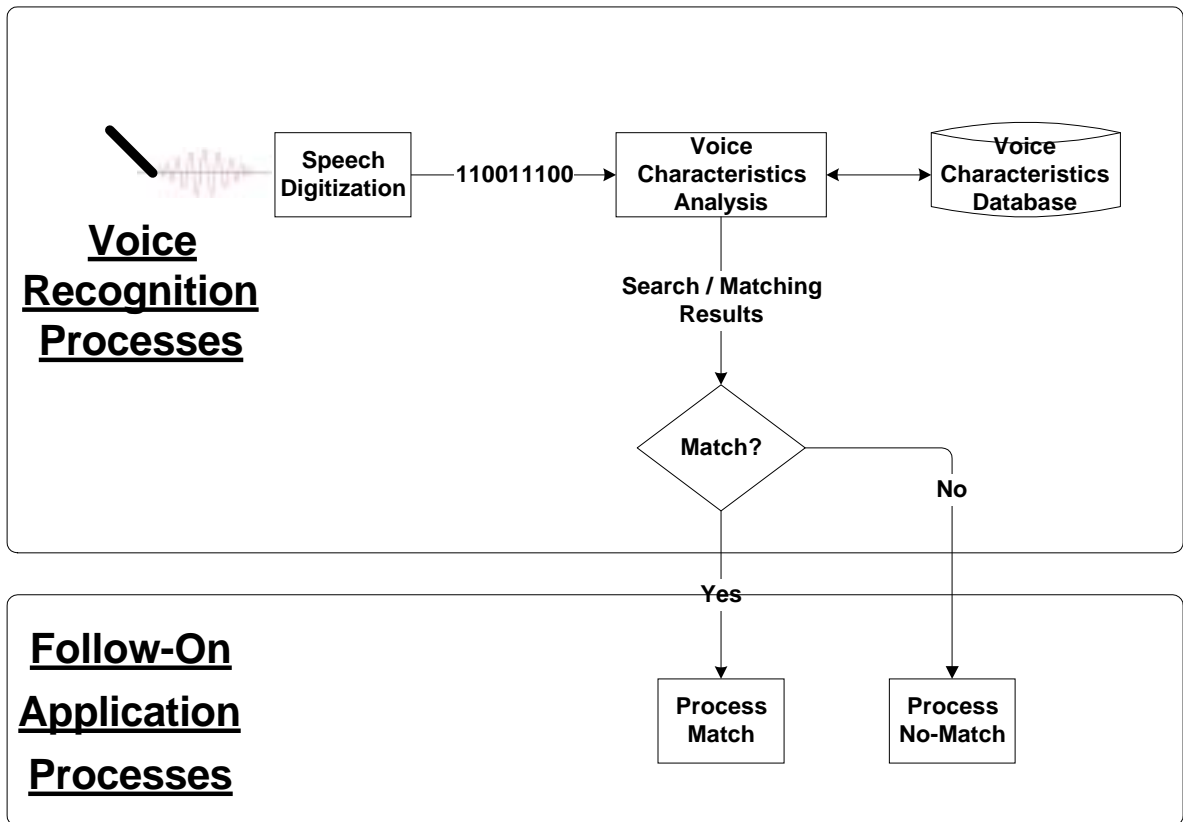 Speech
Digitization
110011100
Voice
Characteristics
Analysis
Voice
Characteristics
Database
Voice
Recognition
Processes
Search / Matching
Results
Match?
No
Yes
Follow-On
Application
Processes
Process
Match
Process
No-Match